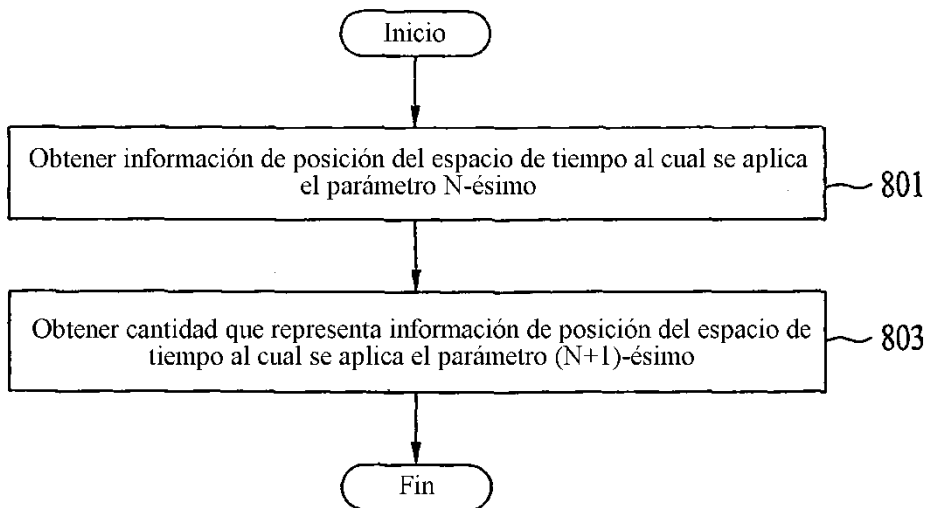 Inicio
Obtener información de posición del espacio de tiempo al cual se aplica
el parámetro N-ésimo
801
Obtener cantidad que representa información de posición del espacio de
tiempo al cual se aplica el parámetro (N+1)-ésimo
803
Fin